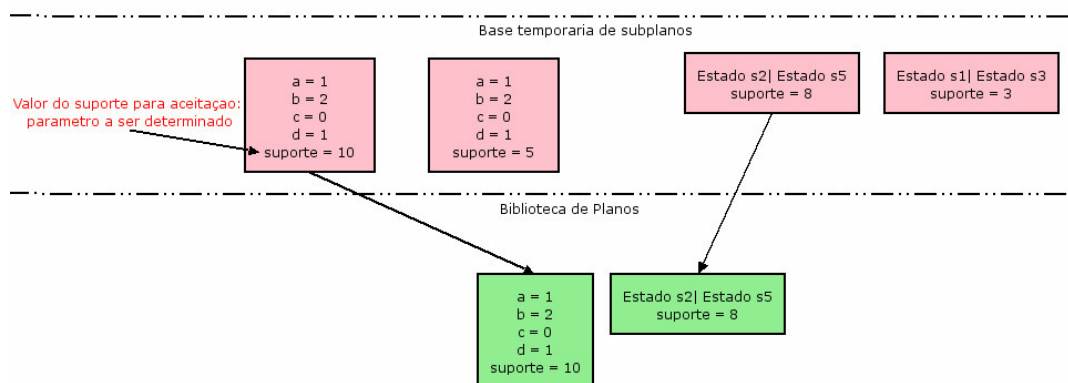 Base temporaria de subplanos
Valor do suporte para aceitaçao:
parametro a ser determinado
a = 1
b = 2
c = 0
d = 1
suporte = 10
a = 1
b = 2
c = 0
d = 1
suporte = 5
Estado s2| Estado s5
suporte = 8
Estado s1| Estado s3
suporte = 3
Biblioteca de Planos
a = 1
b = 2
c = 0
d = 1
suporte = 10
Estado s2| Estado s5
suporte = 8